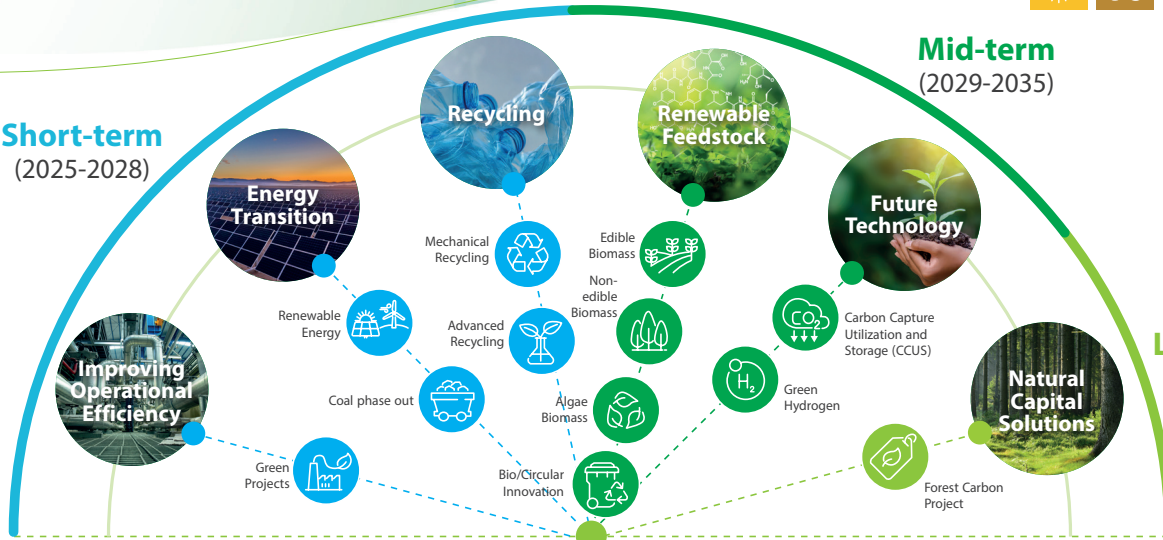 Mid-term
(2029-2035)
Short-term
(2025-2028)
Recycling
Renewable
Feedstock
Energy
Transition
Future
Technology
Improving
Operational
Efficiency
Natural
Capital
Solutions
Mechanical
Recycling
Edible
Biomass
Non-
edible
Biomass
Renewable
Energy
Advanced
Recycling
CO2
Carbon Capture
Utilization and
Storage (CCUS)
Coal phase out
Algae
Biomass
H2
Green
Hydrogen
Green
Projects
Bio/Circular
Innovation
Forest Carbon
Project
L